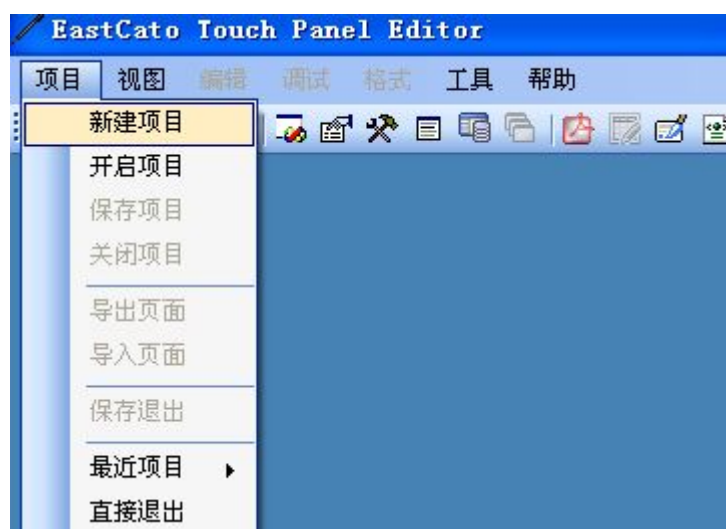 EastCato Touch Panel Editor
项目 视图 编辑 调试 格式 工具 帮助
新建项目
开启项目
保存项目
关闭项目
导出页面
导入页面
保存退出
最近项目
直接退出